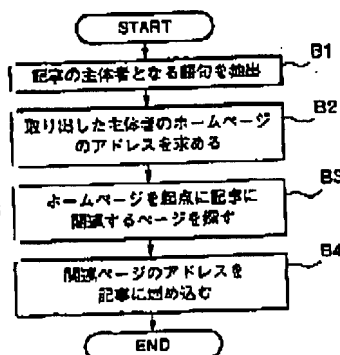 START
B1
記事の主体者となる語句を抽出
B2
取り出した主体者のホームページ
のアドレスを求める
B3
ホームページを起点に記事に
関連するページを探す
B4
関連ページのアドレスを
記事に埋め込む
END